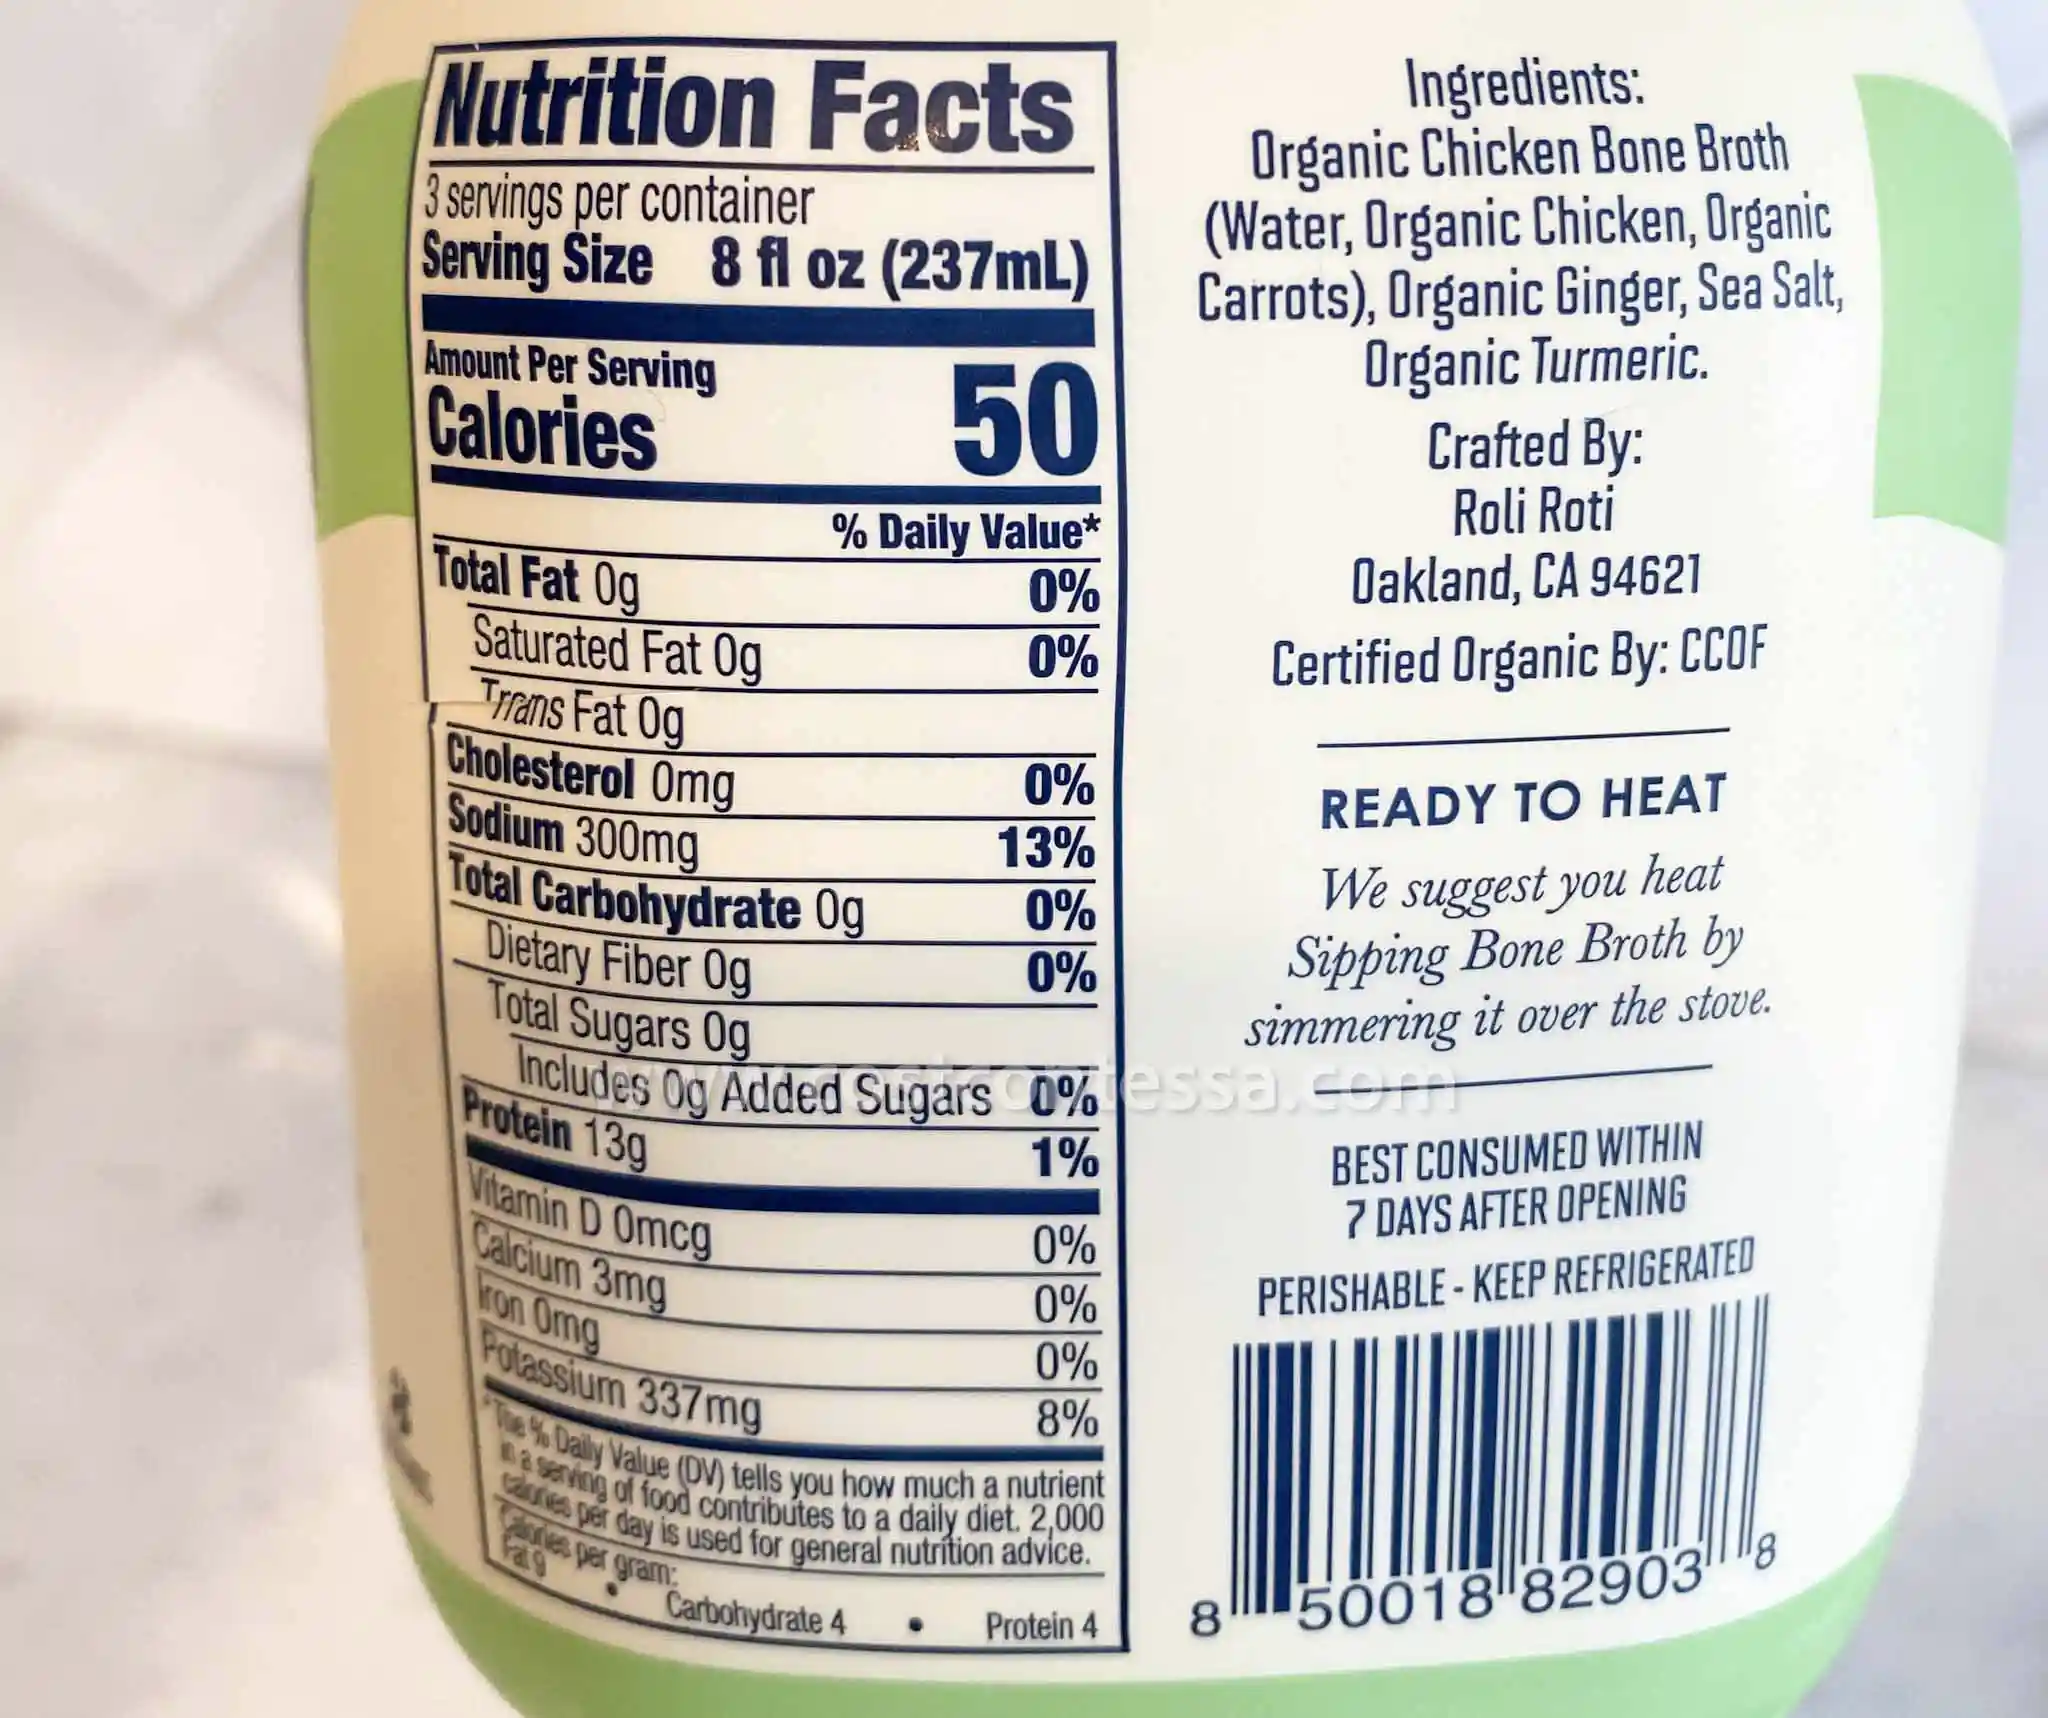 Nutrition Facts
3 servings per container
Serving Size 8 fl oz (237mL)
Amount Per Serving
Calories 50
% Daily Value*
Total Fat 0g 0%
Saturated Fat 0g 0%
Trans Fat 0g
Cholesterol 0mg 0%
Sodium 300mg 13%
Total Carbohydrate 0g 0%
Dietary Fiber 0g 0%
Total Sugars 0g
Includes 0g Added Sugars 0%
Protein 13g 1%
Vitamin D 0mcg 0%
Calcium 3mg 0%
Iron 0mg 0%
Potassium 337mg 8%
*The % Daily Value (DV) tells you how much a nutrient
in a serving of food contributes to a daily diet. 2,000
calories per day is used for general nutrition advice.
Calories per gram:
Fat 9 • Carbohydrate 4 • Protein 4
Ingredients:
Organic Chicken Bone Broth
(Water, Organic Chicken, Organic
Carrots), Organic Ginger, Sea Salt,
Organic Turmeric.
Crafted By:
Roli Roti
Oakland, CA 94621
Certified Organic By: CCOF
READY TO HEAT
We suggest you heat
Sipping Bone Broth by
simmering it over the stove.
BEST CONSUMED WITHIN
7 DAYS AFTER OPENING
PERISHABLE - KEEP REFRIGERATED
8 50018 82903 8